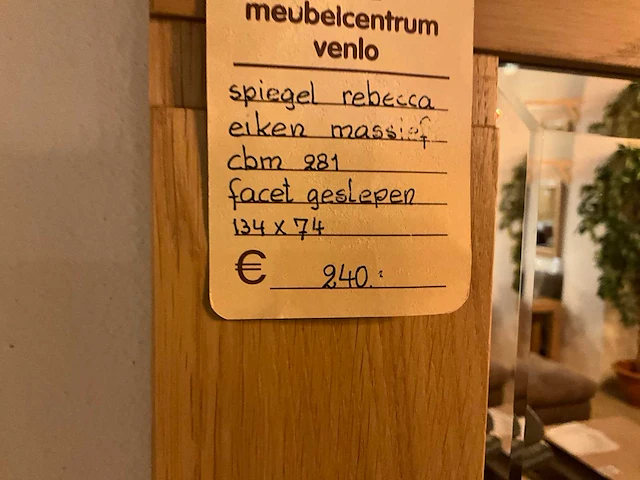 meubelcentrum
venlo
spiegel rebecca
eiken massief
cbm 281
facet geslepen
134 x 74
€ 240.: